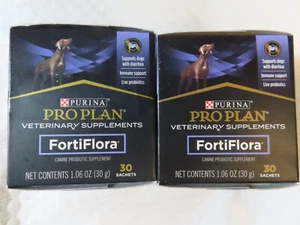 Supports dogs
with diarrhea
Immune support
Live probiotics
PURINA
PRO PLAN
VETERINARY SUPPLEMENTS
FortiFlora
CANINE PROBIOTIC SUPPLEMENT
NET CONTENTS 1.06 OZ (30 g)
30
SACHETS
Supports dogs
with diarrhea
Immune support
Live probiotics
PURINA
PRO PLAN
VETERINARY SUPPLEMENTS
FortiFlora
CANINE PROBIOTIC SUPPLEMENT
NET CONTENTS 1.06 OZ (30 g)
30
SACHETS